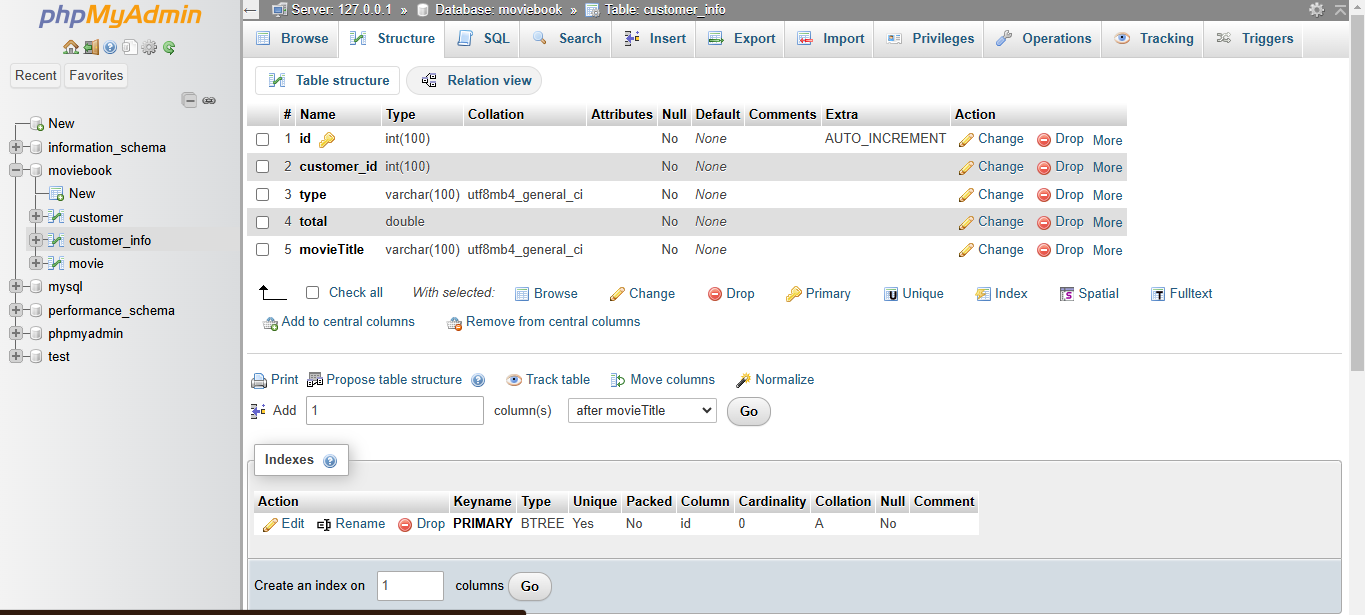 phpMyAdmin
Recent Favorites
New
information_schema
moviebook
New
customer
customer_info
movie
mysql
performance_schema
phpmyadmin
test
Server: 127.0.0.1 » Database: moviebook » Table: customer_info
Browse Structure SQL Search Insert Export Import Privileges Operations Tracking Triggers
Table structure Relation view
# Name Type Collation Attributes Null Default Comments Extra Action
1 id int(100) No None AUTO_INCREMENT Change Drop More
2 customer_id int(100) No None Change Drop More
3 type varchar(100) utf8mb4_general_ci No None Change Drop More
4 total double No None Change Drop More
5 movieTitle varchar(100) utf8mb4_general_ci No None Change Drop More
Check all With selected: Browse Change Drop Primary Unique Index Spatial Fulltext
Add to central columns Remove from central columns
Print Propose table structure Track table Move columns Normalize
Add 1 column(s) after movieTitle Go
Indexes
Action Keyname Type Unique Packed Column Cardinality Collation Null Comment
Edit Rename Drop PRIMARY BTREE Yes No id 0 A No
Create an index on 1 columns Go